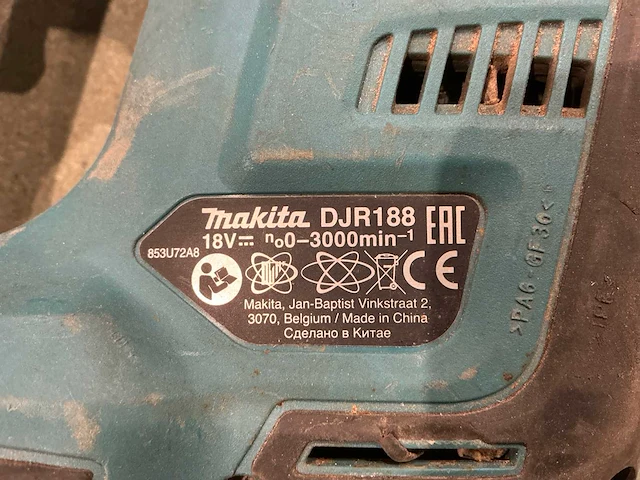 makita DJR188 EAC
18V⎓ no0–3000min⁻¹
853U72A8
CE
Makita, Jan-Baptist Vinkstraat 2,
3070, Belgium / Made in China
Сделано в Китае
>PA6-GF30<